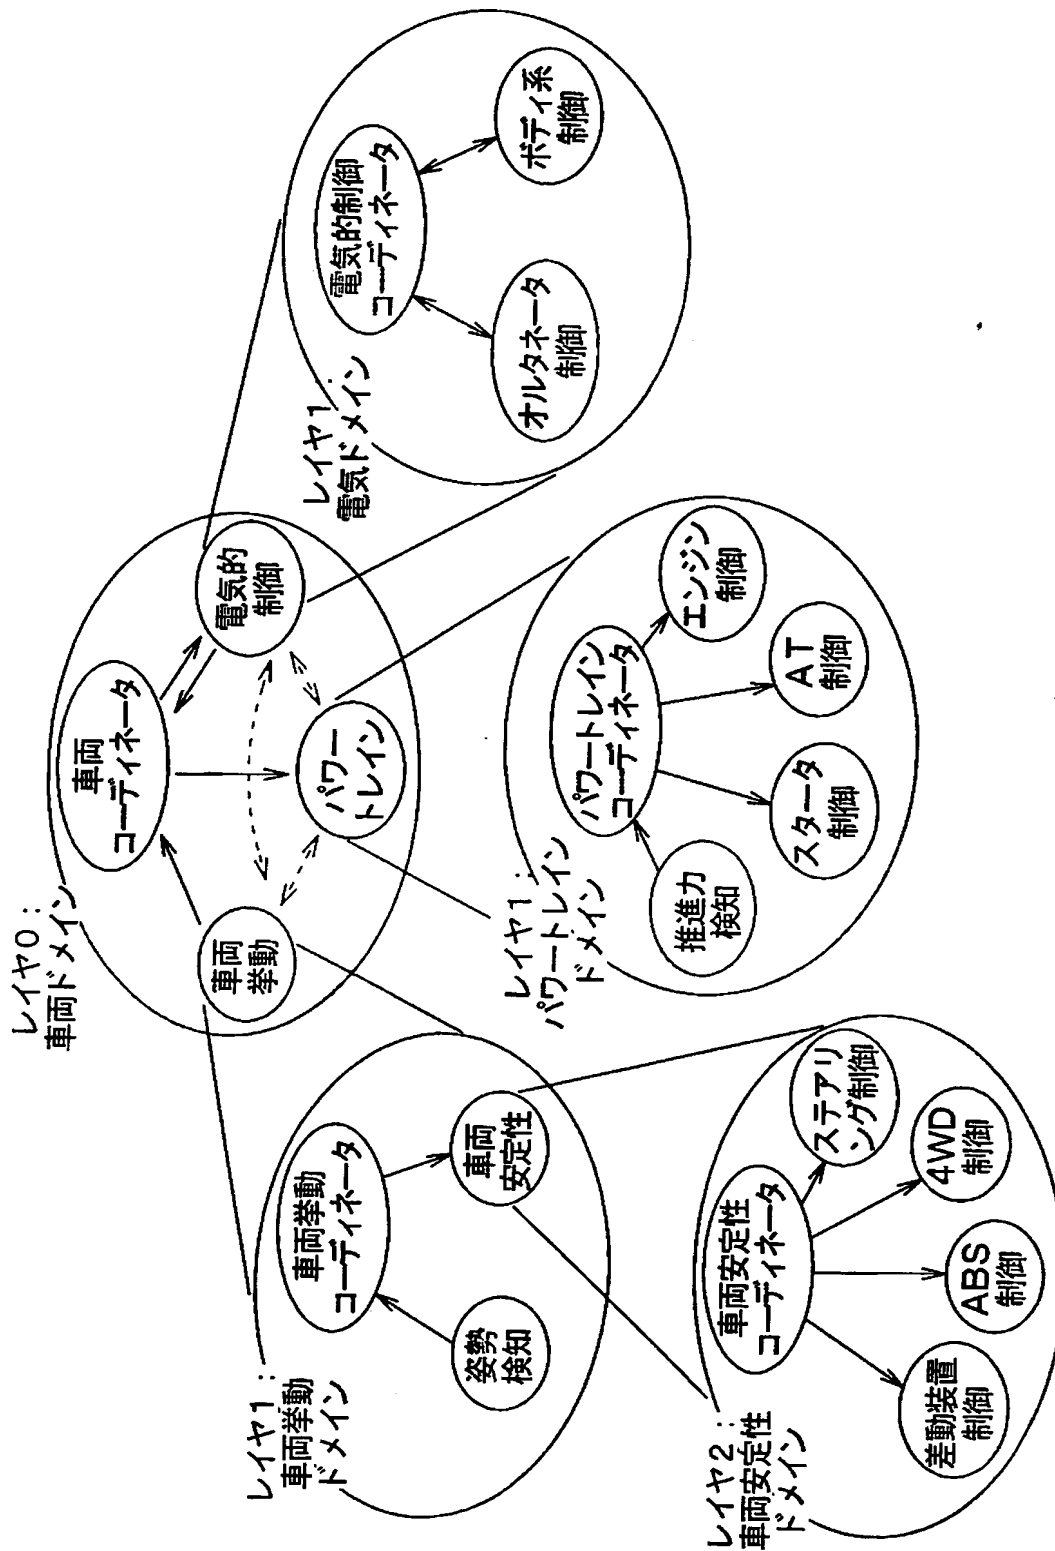 レイヤ0:
車両ドメイン
車両
コーディネータ
車両
挙動
電気的
制御
パワー
トレイン
レイヤ1:
車両挙動
ドメイン
車両挙動
コーディネータ
姿勢
検知
車両
安定性
レイヤ1:
パワートレイン
ドメイン
パワートレイン
コーディネータ
推進力
検知
スタータ
制御
AT
制御
エンジン
制御
レイヤ1:
電気ドメイン
電気的制御
コーディネータ
オルタネータ
制御
ボディ系
制御
レイヤ2:
車両安定性
ドメイン
車両安定性
コーディネータ
差動装置
制御
ABS
制御
4WD
制御
ステアリ
ング制御